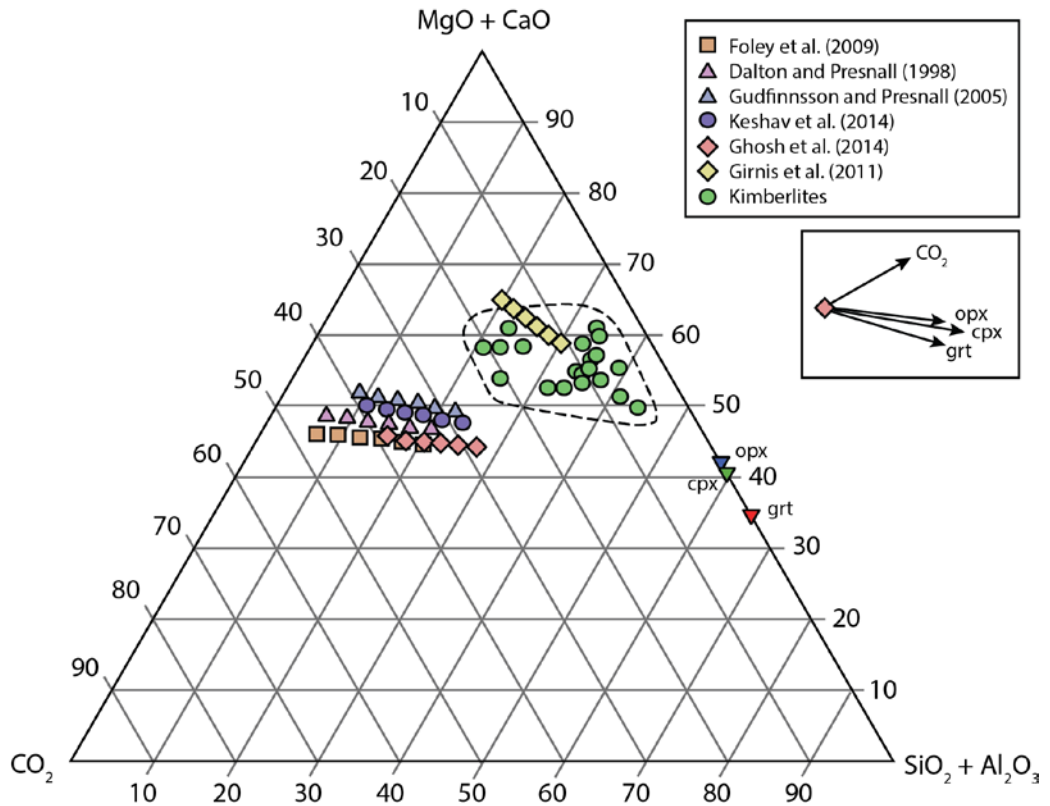 MgO + CaO
Foley et al. (2009)
Dalton and Presnall (1998)
Gudfinnsson and Presnall (2005)
Keshav et al. (2014)
Ghosh et al. (2014)
Girnis et al. (2011)
Kimberlites
10
90
20
80
30
70
CO₂
opx
cpx
grt
40
60
50
50
60
opx
cpx
40
grt
70
30
80
20
90
10
CO₂
SiO₂ + Al₂O₃
10
20
30
40
50
60
70
80
90